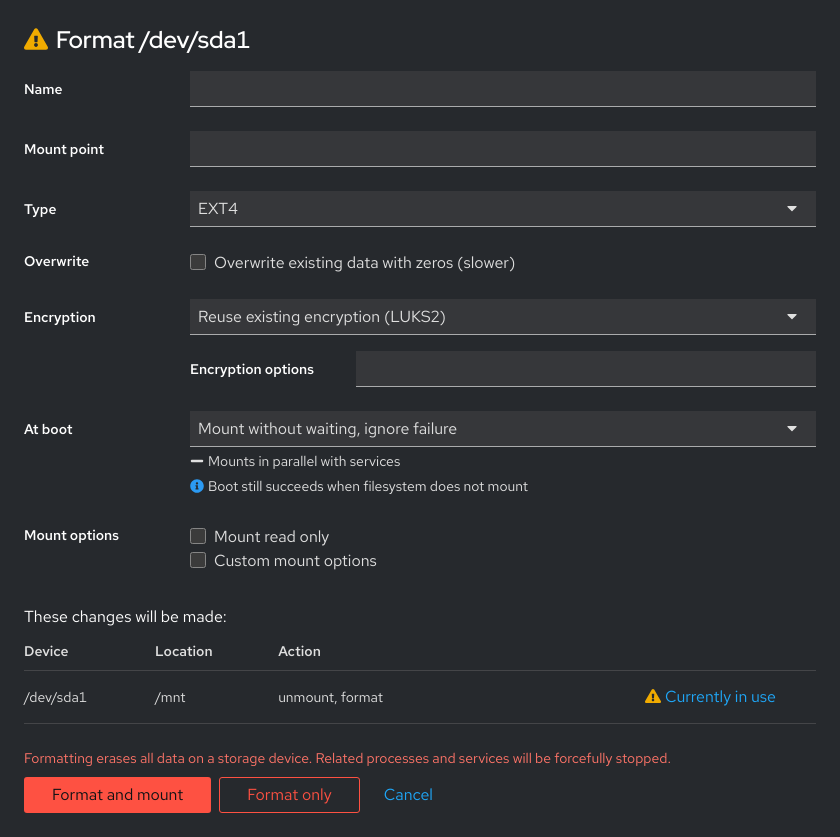 Format /dev/sda1
Name
Mount point
Type EXT4
Overwrite Overwrite existing data with zeros (slower)
Encryption Reuse existing encryption (LUKS2)
Encryption options
At boot Mount without waiting, ignore failure
Mounts in parallel with services
Boot still succeeds when filesystem does not mount
Mount options Mount read only
Custom mount options
These changes will be made:
Device Location Action
/dev/sda1 /mnt unmount, format Currently in use
Formatting erases all data on a storage device. Related processes and services will be forcefully stopped.
Format and mount Format only Cancel